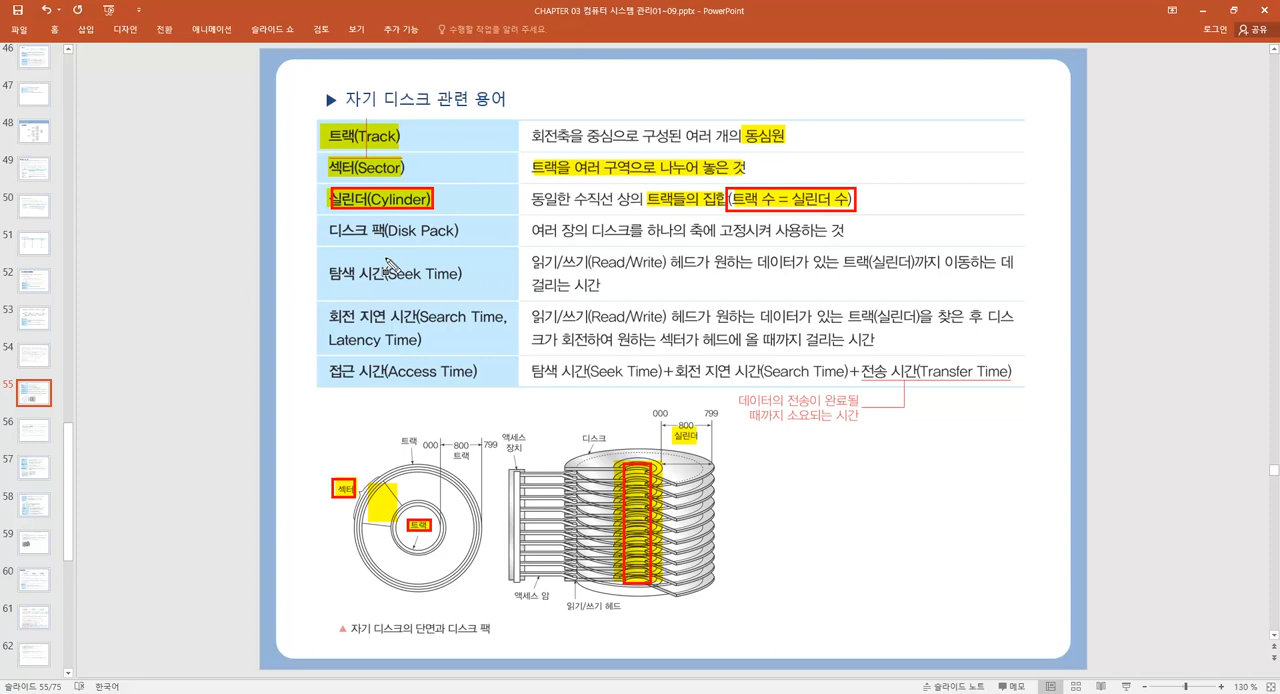 CHAPTER 03 컴퓨터 시스템 관리01~09.pptx - PowerPoint
파일 홈 삽입 디자인 전환 애니메이션 슬라이드 쇼 검토 보기 추가 기능 수행할 작업을 알려 주세요. 로그인 공유
46
47
48
49
50
51
52
53
54
55
56
57
58
59
60
61
62
▶ 자기 디스크 관련 용어
트랙(Track) 회전축을 중심으로 구성된 여러 개의 동심원
섹터(Sector) 트랙을 여러 구역으로 나누어 놓은 것
실린더(Cylinder) 동일한 수직선 상의 트랙들의 집합(트랙 수 = 실린더 수)
디스크 팩(Disk Pack) 여러 장의 디스크를 하나의 축에 고정시켜 사용하는 것
탐색 시간(Seek Time) 읽기/쓰기(Read/Write) 헤드가 원하는 데이터가 있는 트랙(실린더)까지 이동하는 데
걸리는 시간
회전 지연 시간(Search Time, 읽기/쓰기(Read/Write) 헤드가 원하는 데이터가 있는 트랙(실린더)을 찾은 후 디스
Latency Time) 크가 회전하여 원하는 섹터가 헤드에 올 때까지 걸리는 시간
접근 시간(Access Time) 탐색 시간(Seek Time)+회전 지연 시간(Search Time)+전송 시간(Transfer Time)
데이터의 전송이 완료될
때까지 소요되는 시간
000 799
800
실린더
트랙 000 800 799
트랙
액세스
장치
디스크
섹터
트랙
액세스 암
읽기/쓰기 헤드
▲ 자기 디스크의 단면과 디스크 팩
슬라이드 55/75 한국어 슬라이드 노트 메모 130 %